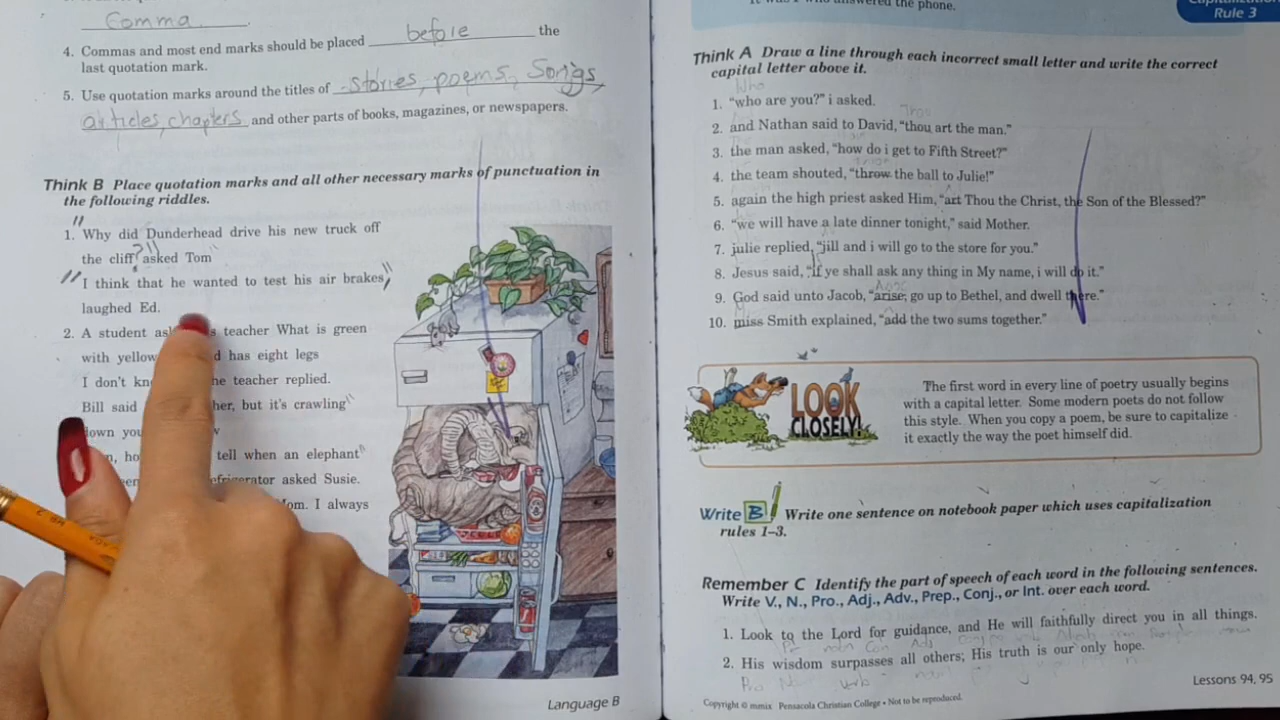 Comma.
4. Commas and most end marks should be placed before the
last quotation mark.
5. Use quotation marks around the titles of stories, poems, Songs,
articles, chapters and other parts of books, magazines, or newspapers.
Think B Place quotation marks and all other necessary marks of punctuation in
the following riddles.
1. "Why did Dunderhead drive his new truck off
the cliff?" asked Tom"
"I think that he wanted to test his air brakes,"
laughed Ed.
2. A student teacher What is green
with has eight legs
I don't teacher replied.
Bill said but it's crawling"
tell when an elephant"
asked Susie.
I always
Language B
the phone.
Rule 3
Think A Draw a line through each incorrect small letter and write the correct
capital letter above it.
Who
1. "who are you?" i asked.
Thou
2. and Nathan said to David, "thou art the man."
3. the man asked, "how do i get to Fifth Street?"
4. the team shouted, "throw the ball to Julie!"
5. again the high priest asked Him, "art Thou the Christ, the Son of the Blessed?"
6. "we will have a late dinner tonight," said Mother.
7. julie replied, "jill and i will go to the store for you."
8. Jesus said, "If ye shall ask any thing in My name, i will do it."
9. God said unto Jacob, "arise, go up to Bethel, and dwell there."
10. miss Smith explained, "add the two sums together."
LOOK
CLOSELY!
The first word in every line of poetry usually begins
with a capital letter. Some modern poets do not follow
this style. When you copy a poem, be sure to capitalize
it exactly the way the poet himself did.
Write B Write one sentence on notebook paper which uses capitalization
rules 1–3.
Remember C Identify the part of speech of each word in the following sentences.
Write V., N., Pro., Adj., Adv., Prep., Conj., or Int. over each word.
1. Look to the Lord for guidance, and He will faithfully direct you in all things.
2. His wisdom surpasses all others; His truth is our only hope.
Lessons 94, 95
Copyright © mmix Pensacola Christian College • Not to be reproduced.